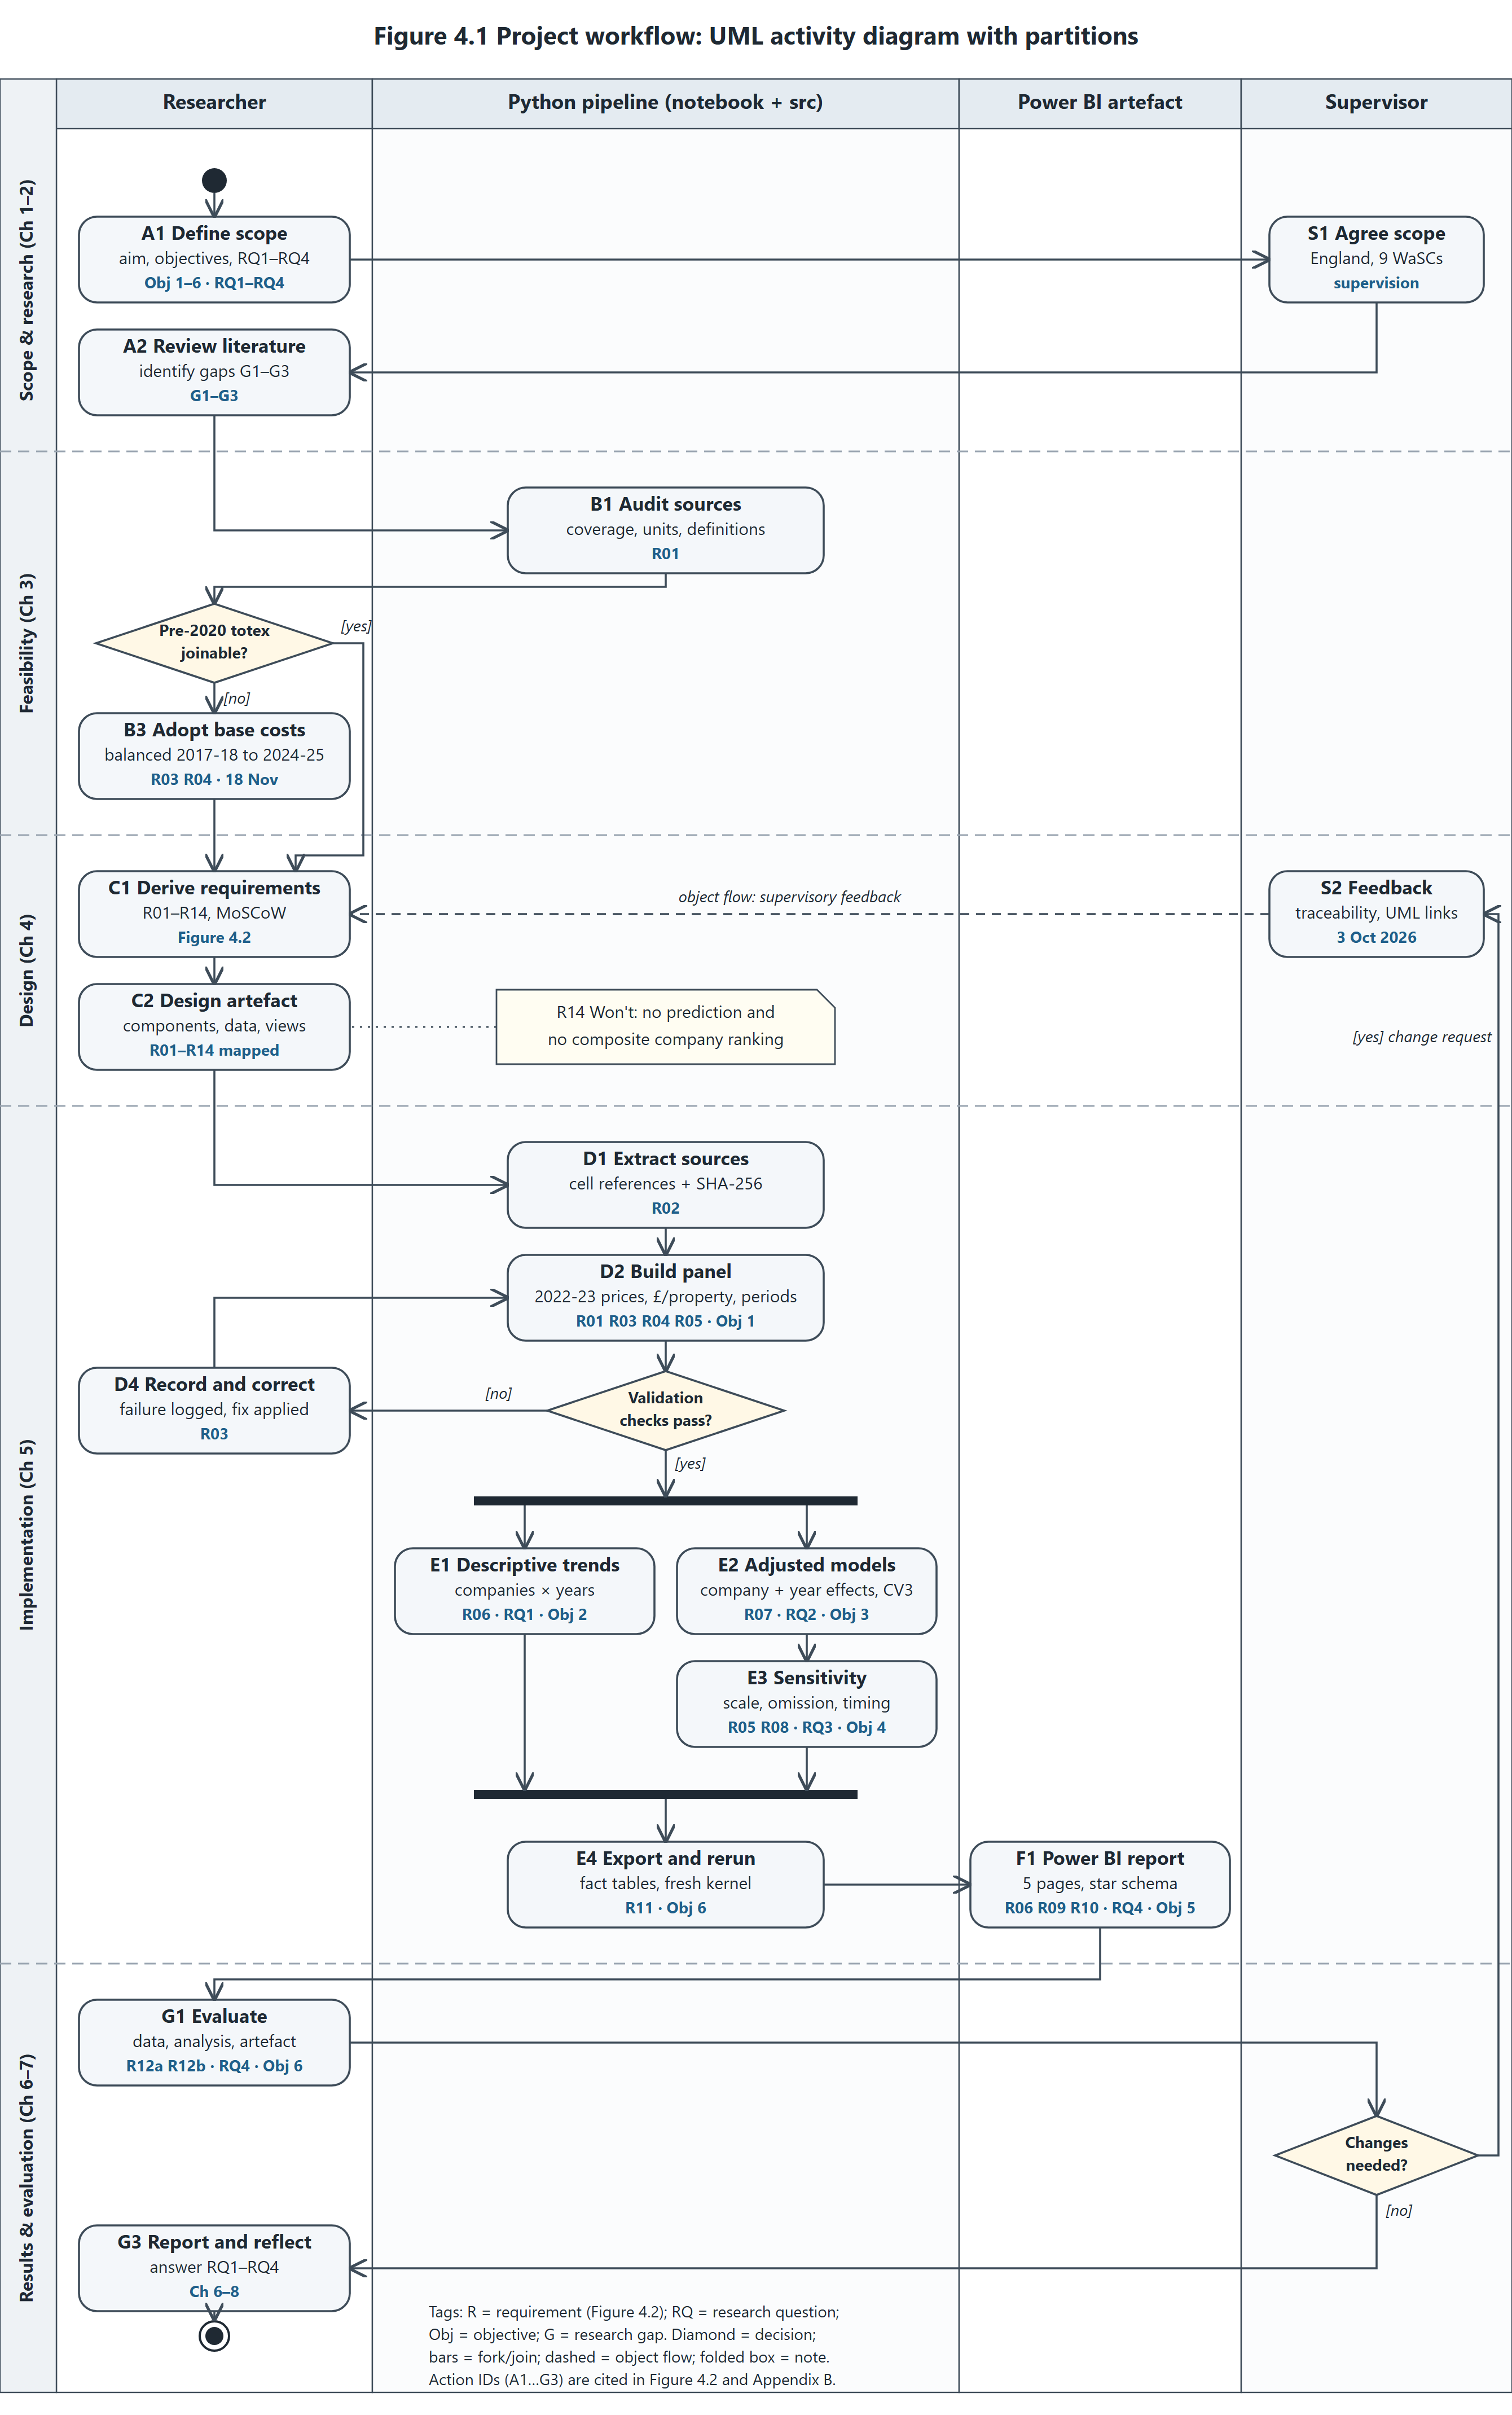 Figure 4.1 Project workflow: UML activity diagram with partitions
Researcher
Python pipeline (notebook + src)
Power BI artefact
Supervisor
Scope & research (Ch 1–2)
A1 Define scope
aim, objectives, RQ1–RQ4
Obj 1–6 · RQ1–RQ4
S1 Agree scope
England, 9 WaSCs
supervision
A2 Review literature
identify gaps G1–G3
G1–G3
Feasibility (Ch 3)
B1 Audit sources
coverage, units, definitions
R01
Pre-2020 totex
joinable?
[yes]
[no]
B3 Adopt base costs
balanced 2017-18 to 2024-25
R03 R04 · 18 Nov
Design (Ch 4)
C1 Derive requirements
R01–R14, MoSCoW
Figure 4.2
object flow: supervisory feedback
S2 Feedback
traceability, UML links
3 Oct 2026
C2 Design artefact
components, data, views
R01–R14 mapped
R14 Won't: no prediction and
no composite company ranking
[yes] change request
Implementation (Ch 5)
D1 Extract sources
cell references + SHA-256
R02
D2 Build panel
2022-23 prices, £/property, periods
R01 R03 R04 R05 · Obj 1
D4 Record and correct
failure logged, fix applied
R03
[no]
Validation
checks pass?
[yes]
E1 Descriptive trends
companies × years
R06 · RQ1 · Obj 2
E2 Adjusted models
company + year effects, CV3
R07 · RQ2 · Obj 3
E3 Sensitivity
scale, omission, timing
R05 R08 · RQ3 · Obj 4
E4 Export and rerun
fact tables, fresh kernel
R11 · Obj 6
F1 Power BI report
5 pages, star schema
R06 R09 R10 · RQ4 · Obj 5
Results & evaluation (Ch 6–7)
G1 Evaluate
data, analysis, artefact
R12a R12b · RQ4 · Obj 6
Changes
needed?
[no]
G3 Report and reflect
answer RQ1–RQ4
Ch 6–8
Tags: R = requirement (Figure 4.2); RQ = research question;
Obj = objective; G = research gap. Diamond = decision;
bars = fork/join; dashed = object flow; folded box = note.
Action IDs (A1...G3) are cited in Figure 4.2 and Appendix B.